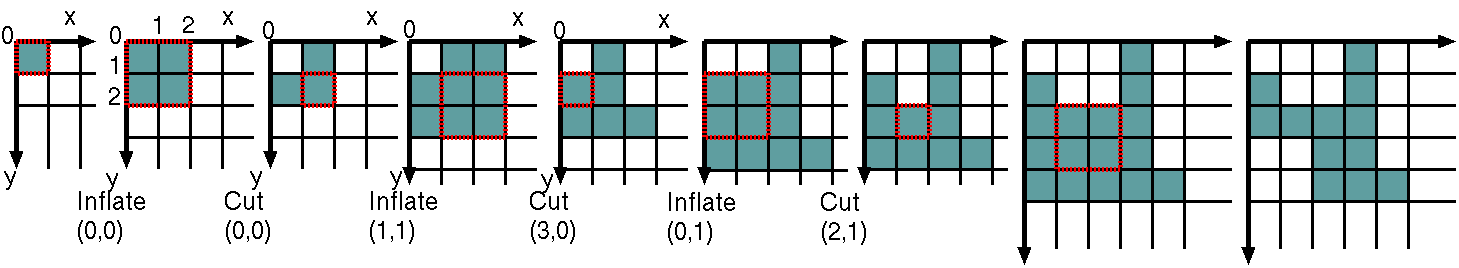 0 x
y
0 1 2 x
1
2
y
0 x
y
0 x
y
0 x
y
Inflate
(0,0)
Cut
(0,0)
Inflate
(1,1)
Cut
(3,0)
Inflate
(0,1)
Cut
(2,1)